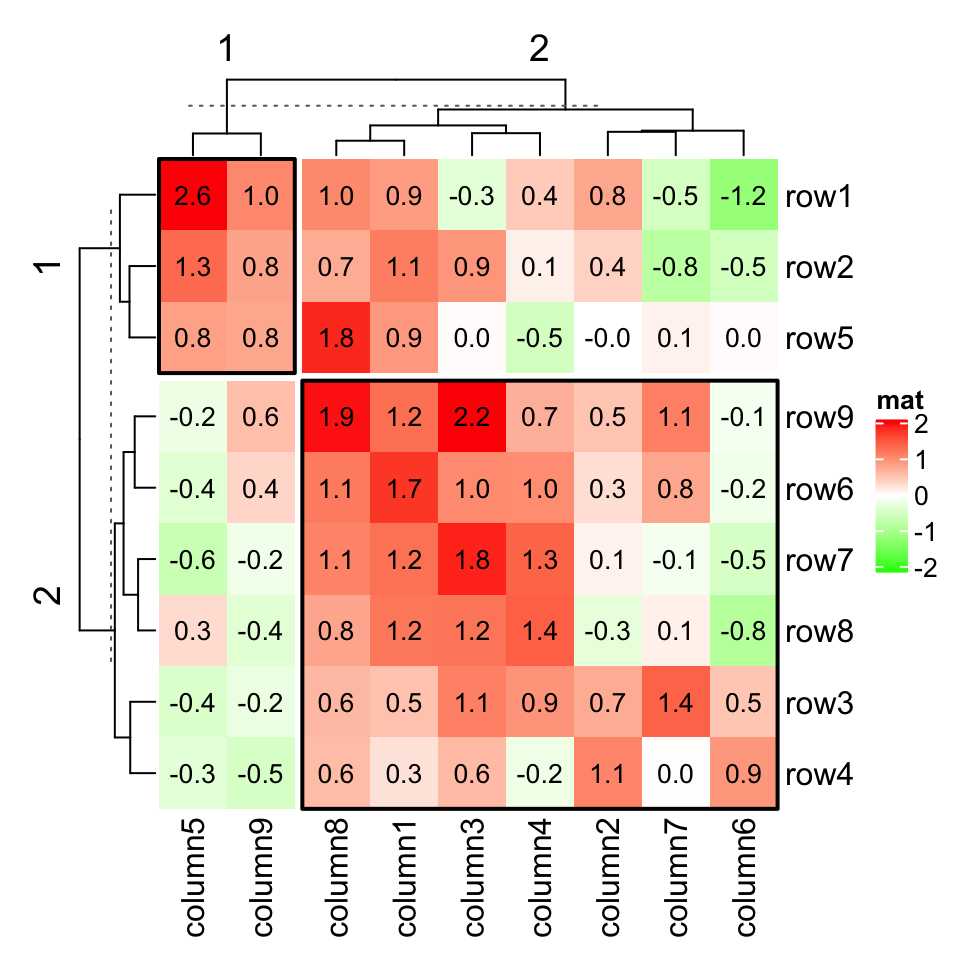 1 2
1
2.6 1.0 1.0 0.9 -0.3 0.4 0.8 -0.5 -1.2 row1
1.3 0.8 0.7 1.1 0.9 0.1 0.4 -0.8 -0.5 row2
0.8 0.8 1.8 0.9 0.0 -0.5 -0.0 0.1 0.0 row5
2
-0.2 0.6 1.9 1.2 2.2 0.7 0.5 1.1 -0.1 row9
-0.4 0.4 1.1 1.7 1.0 1.0 0.3 0.8 -0.2 row6
-0.6 -0.2 1.1 1.2 1.8 1.3 0.1 -0.1 -0.5 row7
0.3 -0.4 0.8 1.2 1.2 1.4 -0.3 0.1 -0.8 row8
-0.4 -0.2 0.6 0.5 1.1 0.9 0.7 1.4 0.5 row3
-0.3 -0.5 0.6 0.3 0.6 -0.2 1.1 0.0 0.9 row4
column5 column9 column8 column1 column3 column4 column2 column7 column6
mat
2
1
0
-1
-2